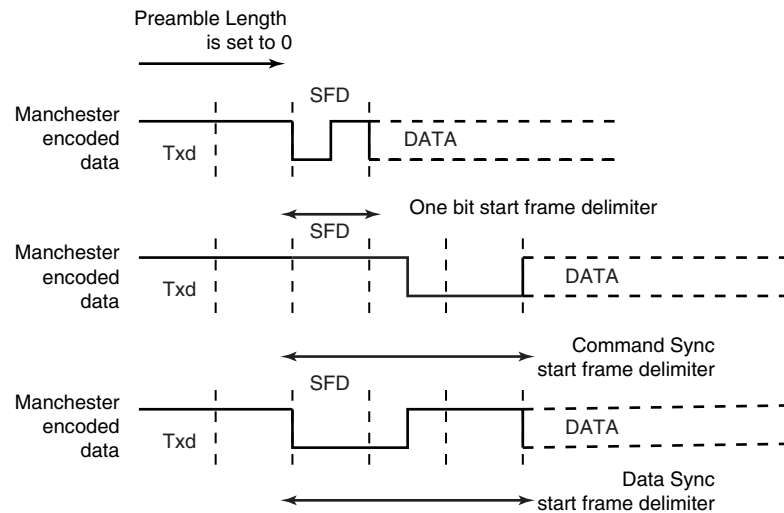 Preamble Length
is set to 0
SFD
Manchester
encoded
data
Txd
DATA
One bit start frame delimiter
SFD
Manchester
encoded
data
Txd
DATA
Command Sync
start frame delimiter
SFD
Manchester
encoded
data
Txd
DATA
Data Sync
start frame delimiter